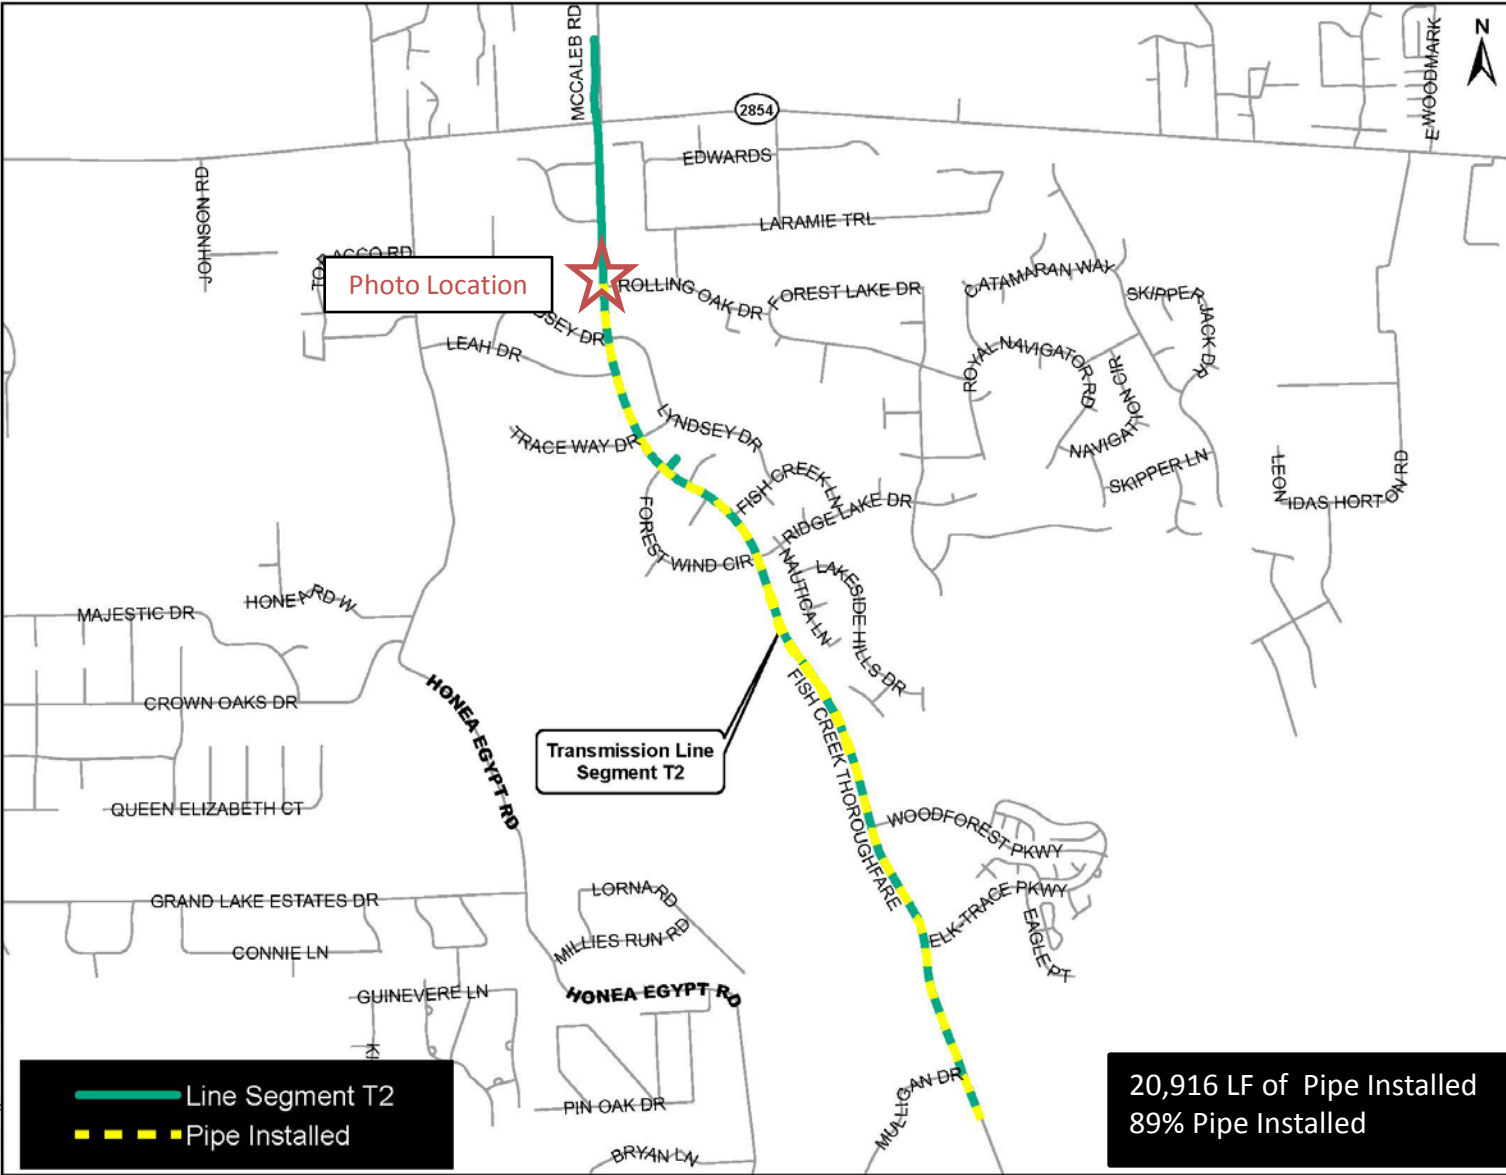 MCCALEB RD
N
E WOODMARK
2854
EDWARDS
JOHNSON RD
LARAMIE TRL
ACCO RD
Photo Location
ROLLING OAK DR
FOREST LAKE DR
CATAMARAN WAY
SKIPPER JACK DR
SEY DR
LEAH DR
ROYAL NAVIGATOR RD
NAVIGATION CIR
LYNDSEY DR
TRACE WAY DR
SKIPPER LN
LEONIDAS HORTON RD
FISH CREEK LN
RIDGE LAKE DR
FOREST WIND CIR
NAUTICA LN
LAKESIDE HILLS DR
HONEA RD W
MAJESTIC DR
CROWN OAKS DR
HONEA EGYPT RD
Transmission Line
Segment T2
FISH CREEK THOROUGHFARE
QUEEN ELIZABETH CT
WOODFOREST PKWY
GRAND LAKE ESTATES DR
LORNA RD
ELK TRACE PKWY
EAGLE PT
CONNIE LN
MILLIES RUN RD
GUINEVERE LN
HONEA EGYPT RD
KI
MULLIGAN DR
PIN OAK DR
BRYAN LN
Line Segment T2
Pipe Installed
20,916 LF of Pipe Installed
89% Pipe Installed